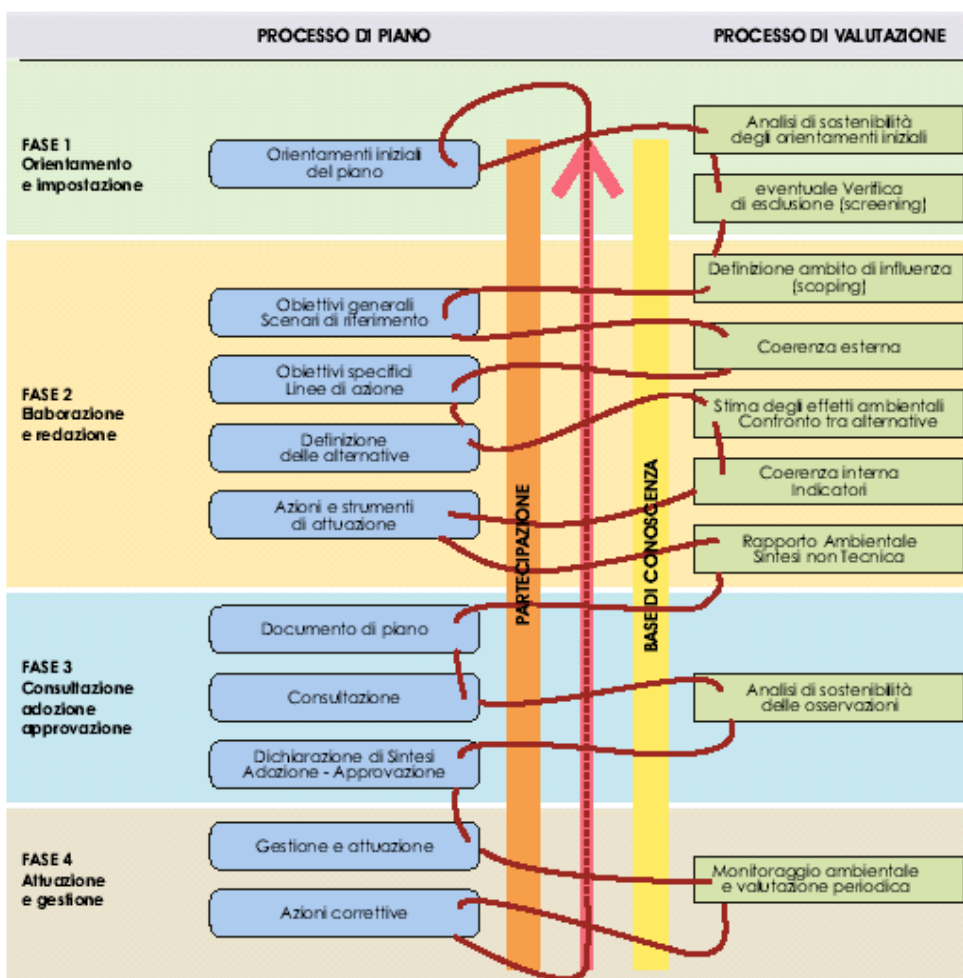 PROCESSO DI PIANO
PROCESSO DI VALUTAZIONE
FASE 1
Orientamento
e impostazione
Orientamenti iniziali
del piano
Analisi di sostenibilità
degli orientamenti iniziali
eventuale Verifica
di esclusione (screening)
FASE 2
Elaborazione
e redazione
Definizione ambito di influenza
(scoping)
Obiettivi generali
Scenari di riferimento
Coerenza esterna
Obiettivi specifici
Linee di azione
Stima degli effetti ambientali
Confronto tra alternative
Definizione
delle alternative
Coerenza interna
Indicatori
Azioni e strumenti
di attuazione
Rapporto Ambientale
Sintesi non Tecnica
PARTECIPAZIONE
BASE DI CONOSCENZA
FASE 3
Consultazione
adozione
approvazione
Documento di piano
Consultazione
Analisi di sostenibilità
delle osservazioni
Dichiarazione di Sintesi
Adozione - Approvazione
FASE 4
Attuazione
e gestione
Gestione e attuazione
Monitoraggio ambientale
e valutazione periodica
Azioni correttive